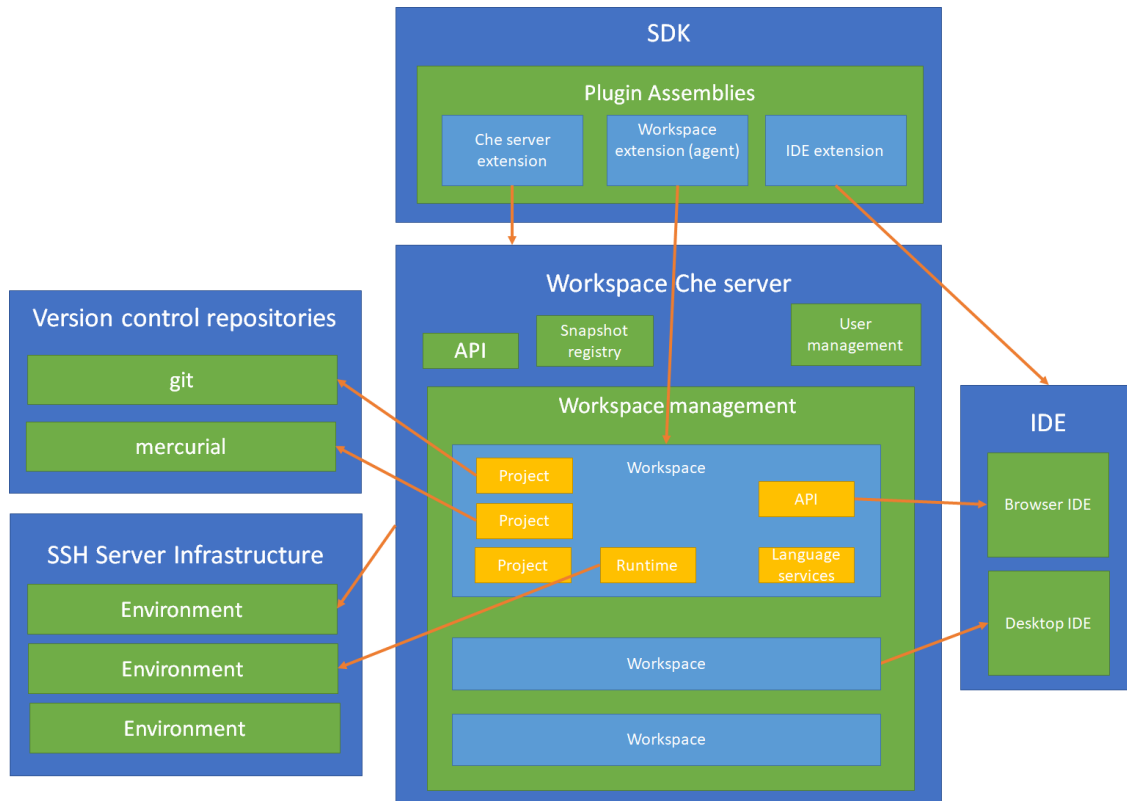 SDK
Plugin Assemblies
Che server
extension
Workspace
extension (agent)
IDE extension
Workspace Che server
API
Snapshot
registry
User
management
Workspace management
Workspace
Project
Project
Project
Runtime
API
Language
services
Workspace
Workspace
Version control repositories
git
mercurial
SSH Server Infrastructure
Environment
Environment
Environment
IDE
Browser IDE
Desktop IDE